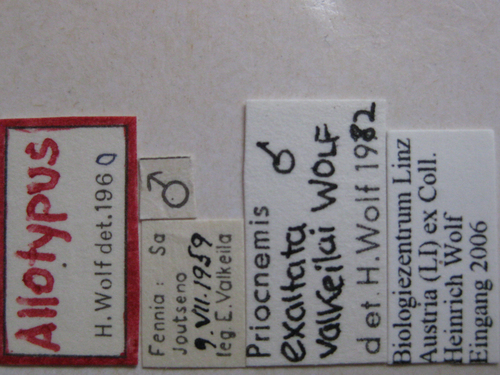 Allotypus
H. Wolf det. 1960
♂
Fennia: Sa
Joutseno
9.VII.1959
leg. E. Valkeila
Priocnemis ♂
exaltata
valkeilai WOLF
det H. Wolf 1982
Biologiezentrum Linz
Austria (LI) ex Coll.
Heinrich Wolf
Eingang 2006